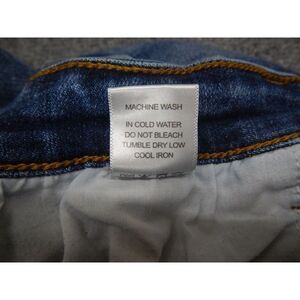 MACHINE WASH
IN COLD WATER
DO NOT BLEACH
TUMBLE DRY LOW
COOL IRON